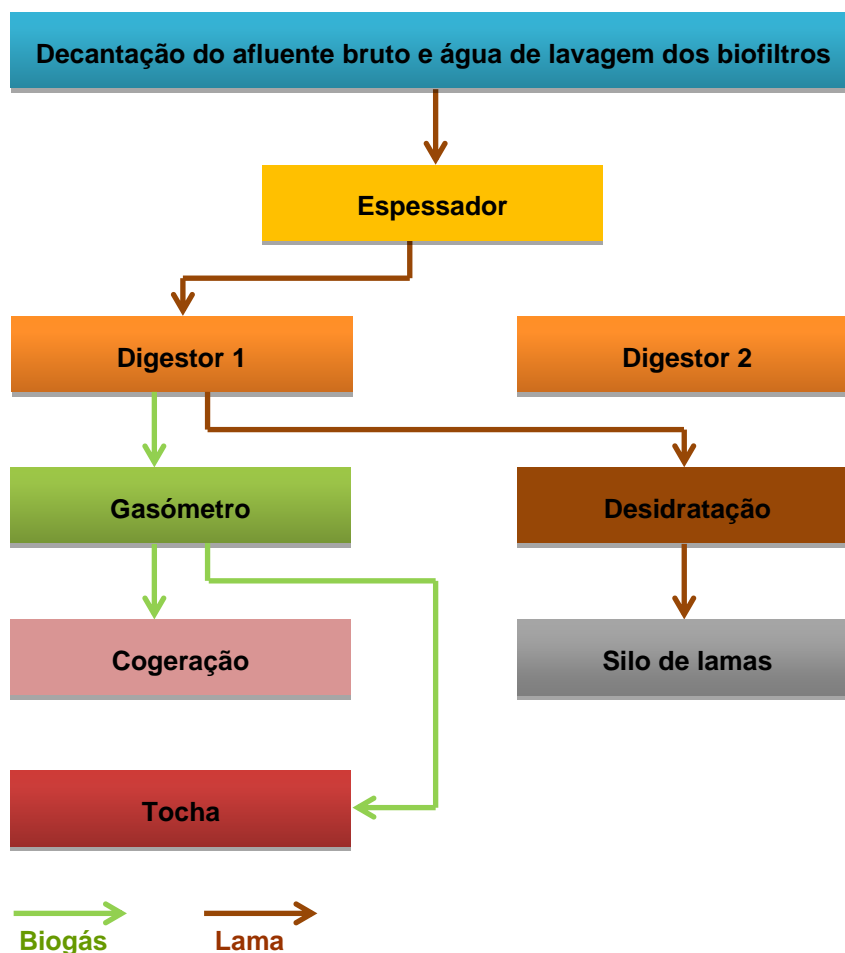 Decantação do afluente bruto e água de lavagem dos biofiltros
Espessador
Digestor 1
Digestor 2
Gasómetro
Desidratação
Cogeração
Silo de lamas
Tocha
Biogás
Lama